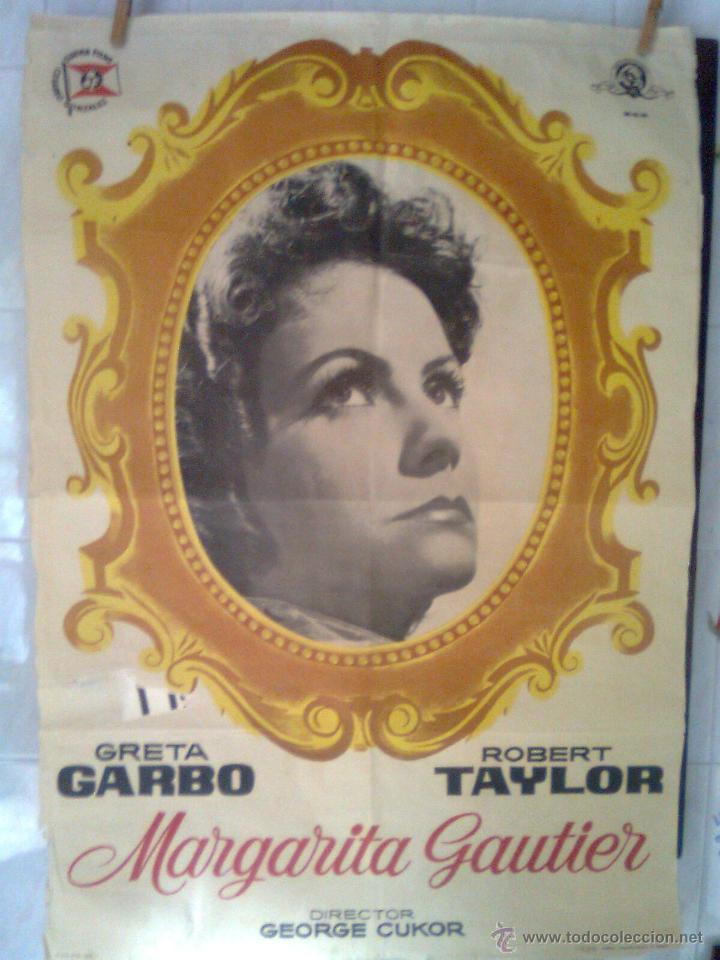 GRETA
GARBO
ROBERT
TAYLOR
Margarita Gautier
DIRECTOR
GEORGE CUKOR
www.todocoleccion.net